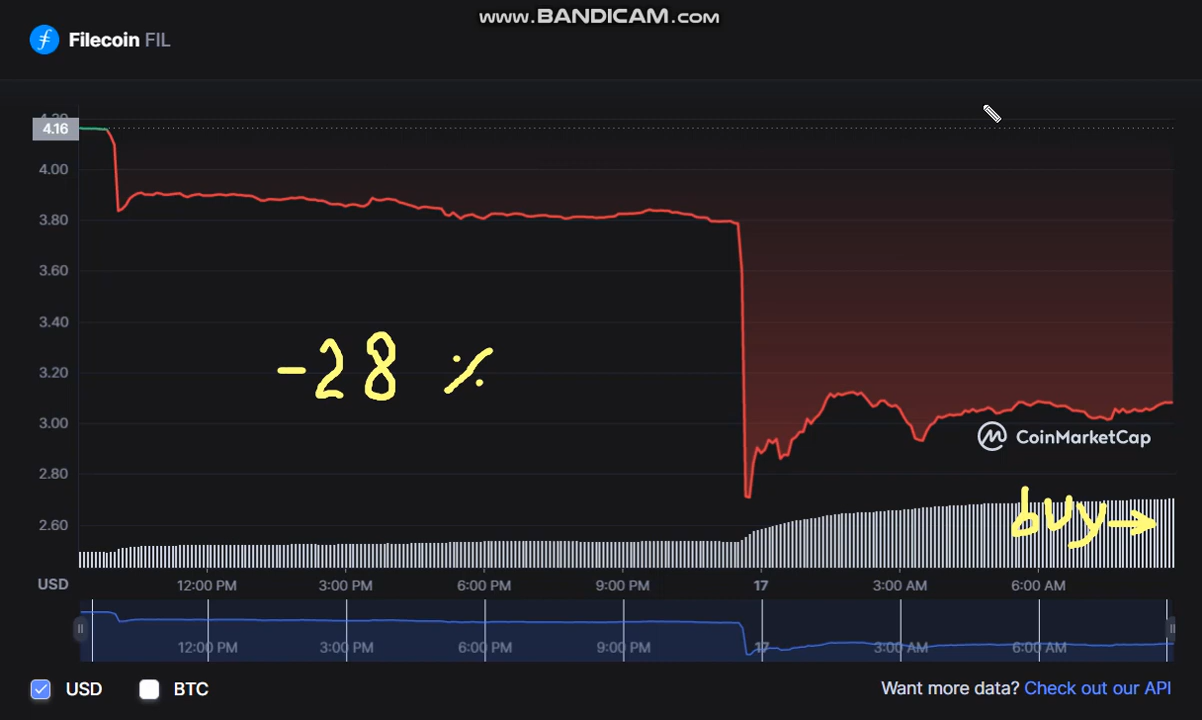 www.BANDICAM.com
Filecoin FIL
4.20
4.16
4.00
3.80
3.60
3.40
3.20
-28 %
3.00
CoinMarketCap
2.80
buy→
2.60
USD 12:00 PM 3:00 PM 6:00 PM 9:00 PM 17 3:00 AM 6:00 AM
12:00 PM 3:00 PM 6:00 PM 9:00 PM 17 3:00 AM 6:00 AM
USD BTC Want more data? Check out our API